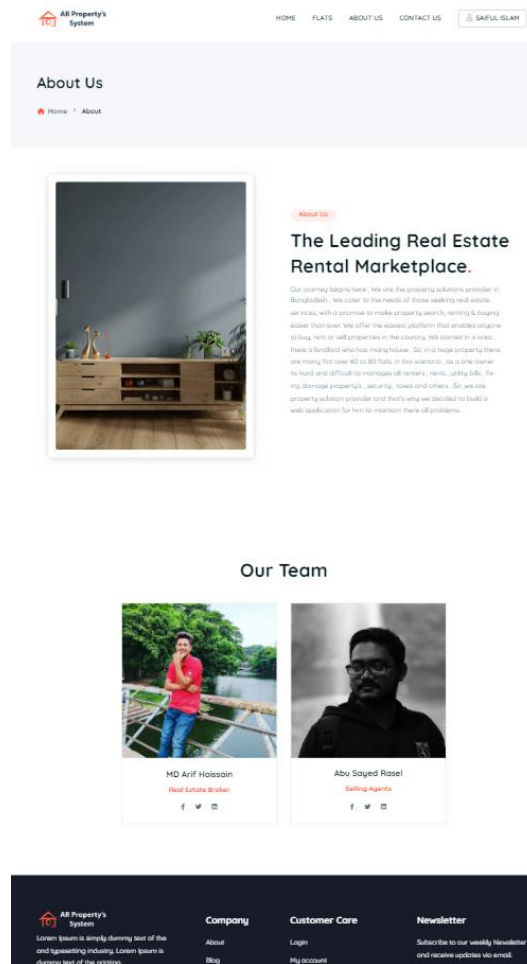 AR Property's
System
HOME FLATS ABOUT US CONTACT US SAIFUL ISLAM
About Us
Home About
About Us
The Leading Real Estate
Rental Marketplace.
Our journey begins here , We are the property solutions provider in
Bangladesh . We cater to the needs of those seeking real estate
services, with a promise to make property search, renting & buying
easier than ever. We offer the easiest platform that enables anyone
to buy, rent or sell properties in the country. We started in a area ,
there a landlord who has many house . So, in a huge property there
are many flat over 60 to 80 flats. In this scenario , as a one owner
its hard and difficult to manages all renters , rents , utility bills , fix
ing damage property's , security , taxes and others . So ,we are
property solution provider and that's why we decided to build a
web application for him to maintain there all problems.
Our Team
MD Arif Hoissain
Real Estate Broker
Abu Sayed Rasel
Selling Agents
AR Property's
System
Lorem Ipsum is simply dummy text of the
and typesetting industry. Lorem Ipsum is
dummy text of the printing.
Company
About
Blog
Customer Care
Login
My account
Newsletter
Subscribe to our weekly Newsletter
and receive updates via email.